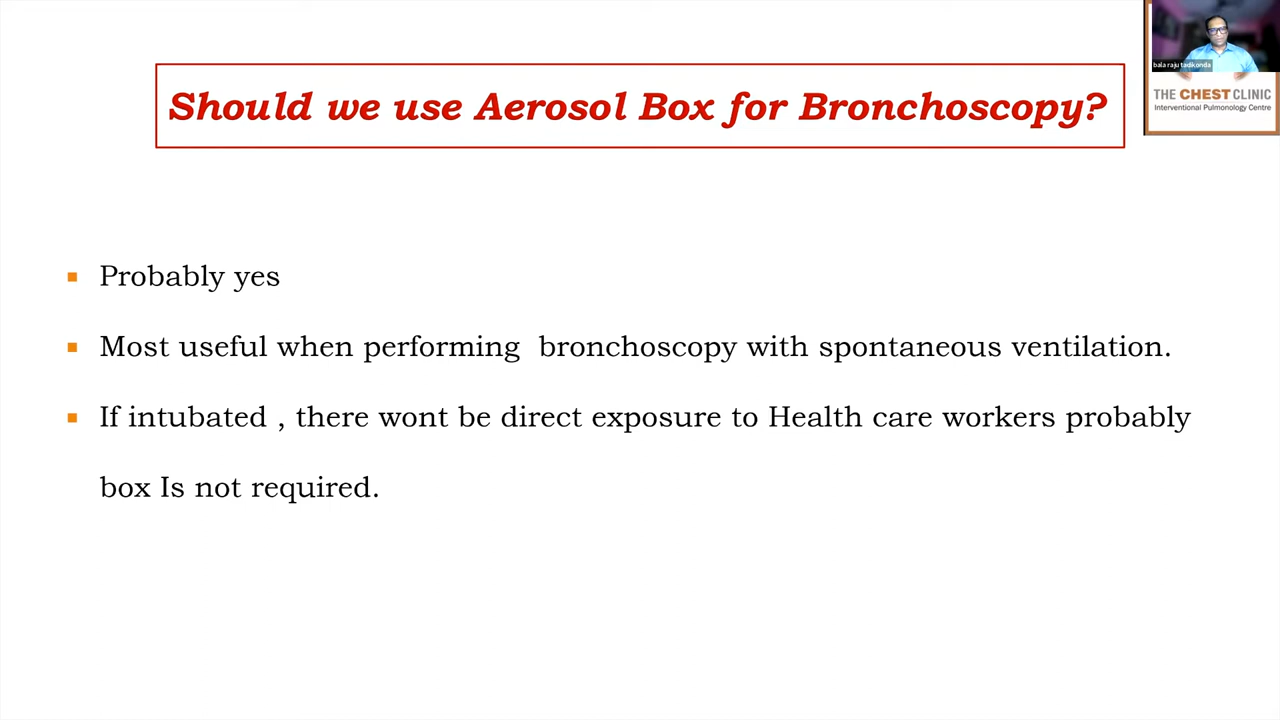 Should we use Aerosol Box for Bronchoscopy?
bala raju tadikonda
THE CHEST CLINIC
Interventional Pulmonology Centre
Probably yes
Most useful when performing  bronchoscopy with spontaneous ventilation.
If intubated , there wont be direct exposure to Health care workers probably
box Is not required.